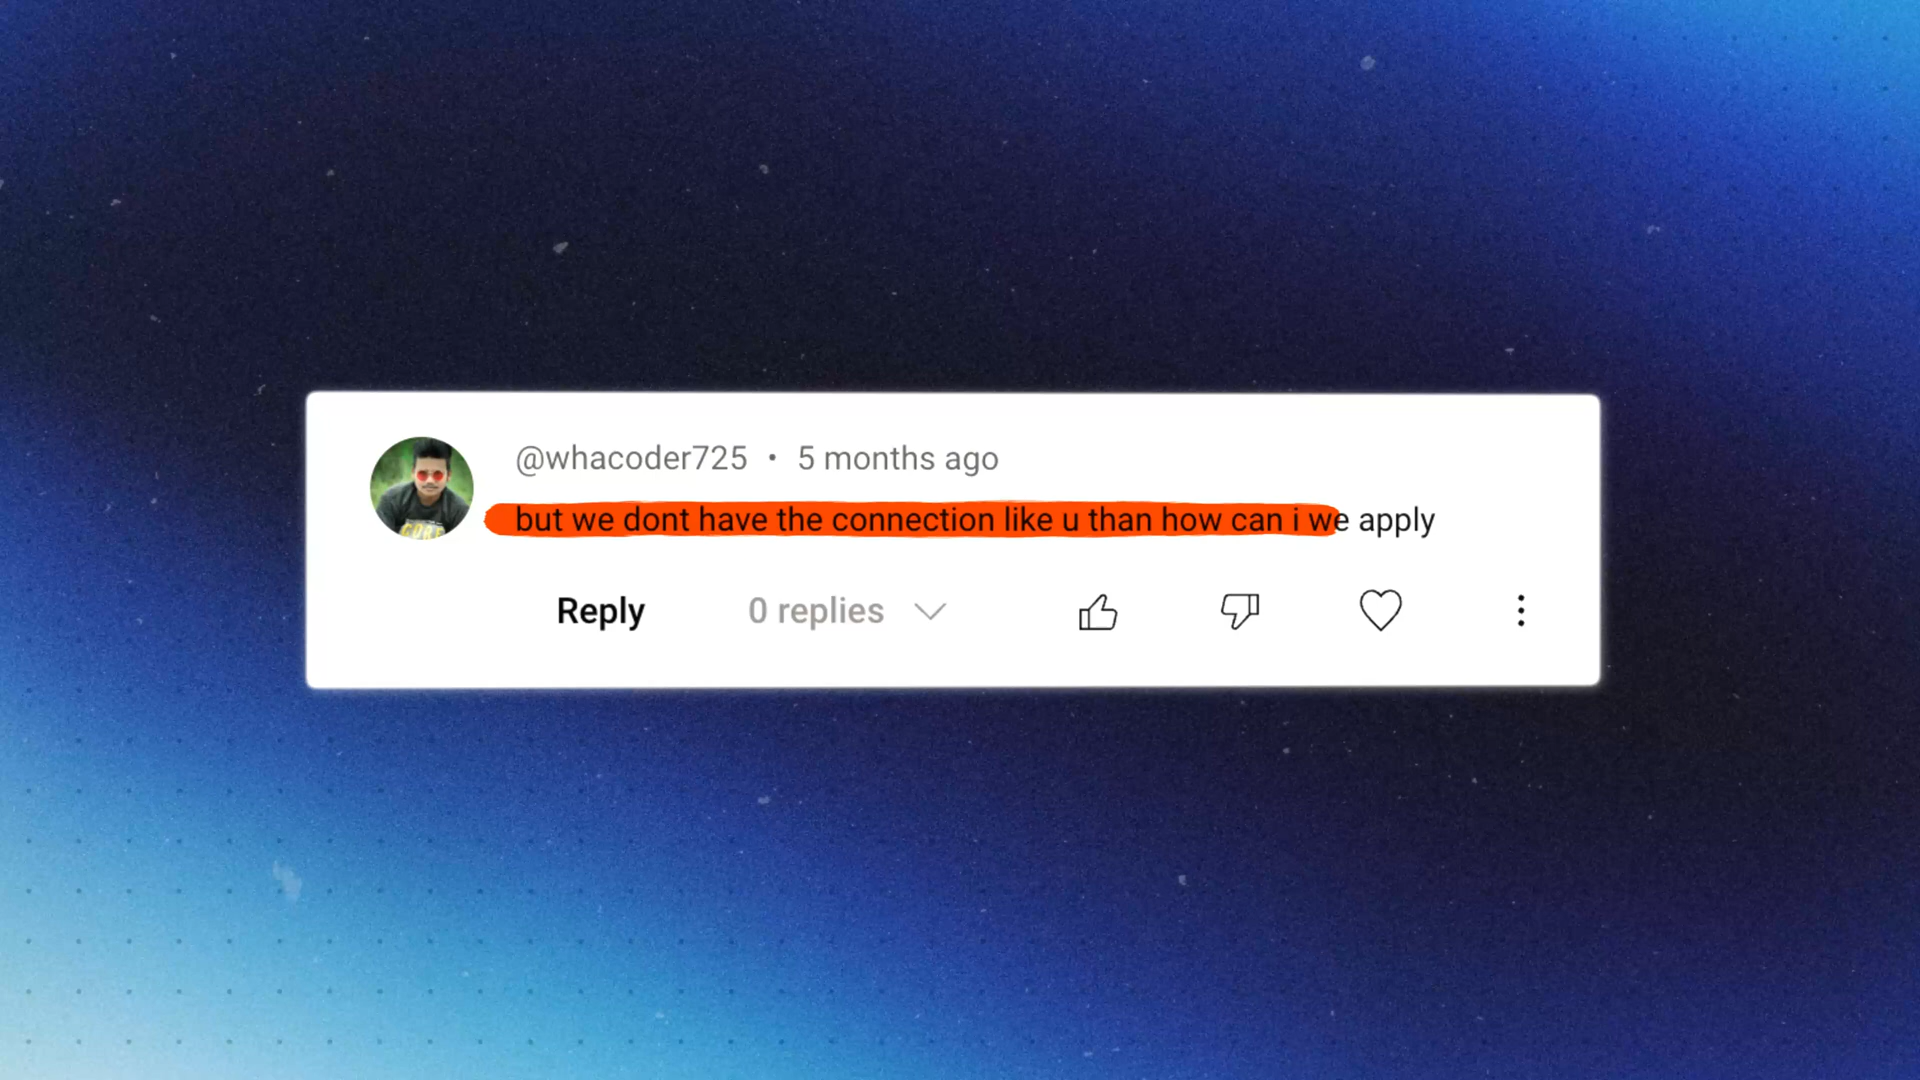 @whacoder725 • 5 months ago
but we dont have the connection like u than how can i we apply
Reply 0 replies